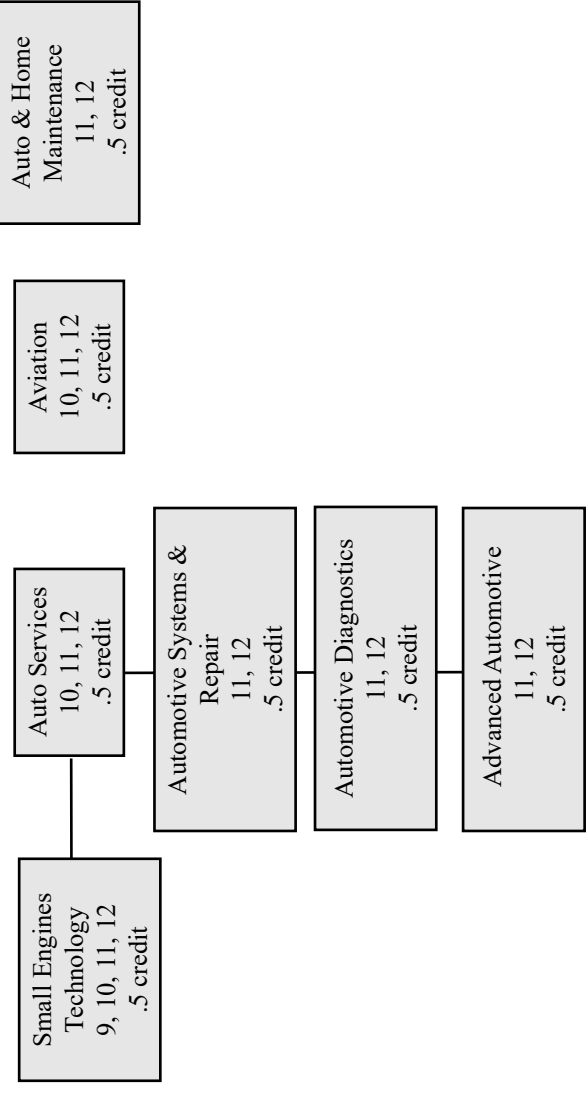 Small Engines
Technology
9, 10, 11, 12
.5 credit
Auto Services
10, 11, 12
.5 credit
Automotive Systems &
Repair
11, 12
.5 credit
Automotive Diagnostics
11, 12
.5 credit
Advanced Automotive
11, 12
.5 credit
Aviation
10, 11, 12
.5 credit
Auto & Home
Maintenance
11, 12
.5 credit